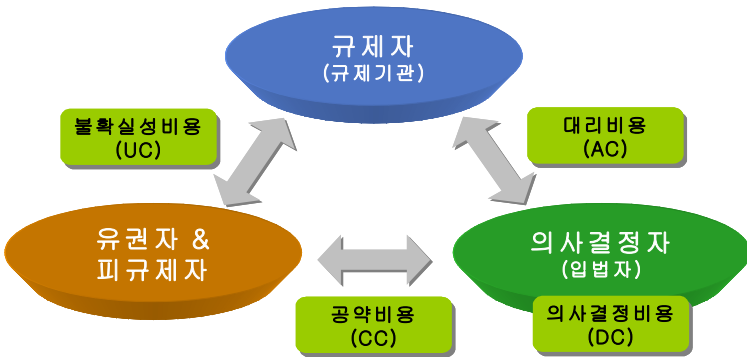 규제자
(규제기관)
불확실성비용
(UC)
대리비용
(AC)
유권자 &
피규제자
의사결정자
(입법자)
공약비용
(CC)
의사결정비용
(DC)